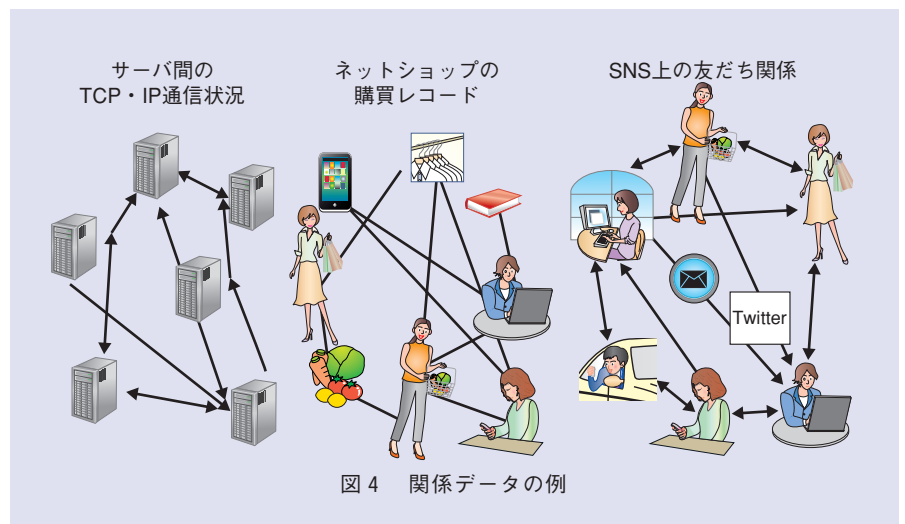 サーバ間の
TCP・IP通信状況
ネットショップの
購買レコード
SNS上の友だち関係
Twitter
図4 関係データの例